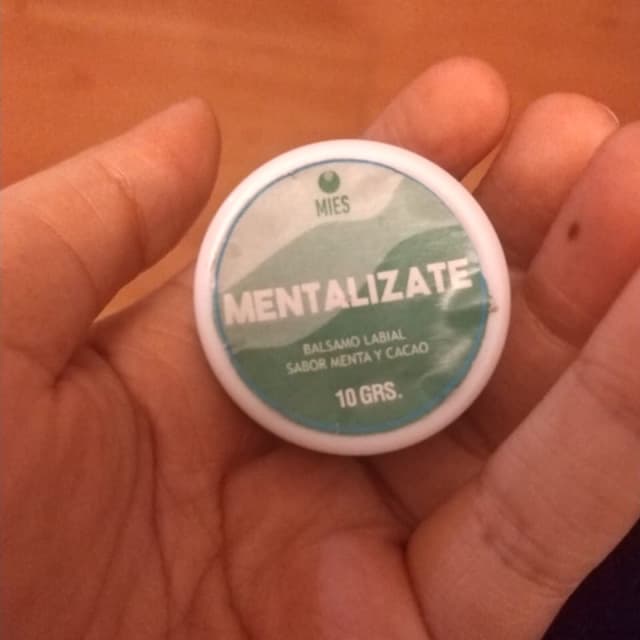 MIES
MENTALIZATE
BALSAMO LABIAL
SABOR MENTA Y CACAO
10 GRS.